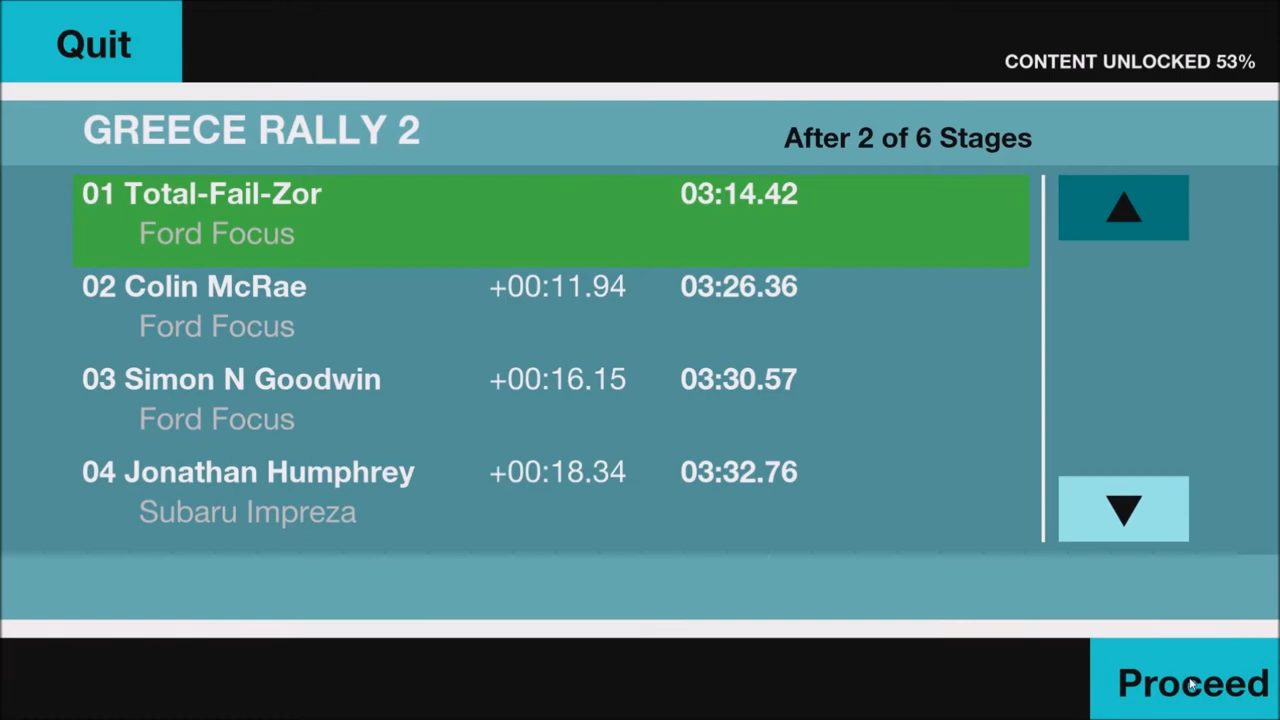 Quit
CONTENT UNLOCKED 53%
GREECE RALLY 2
After 2 of 6 Stages
01 Total-Fail-Zor 03:14.42
Ford Focus
02 Colin McRae +00:11.94 03:26.36
Ford Focus
03 Simon N Goodwin +00:16.15 03:30.57
Ford Focus
04 Jonathan Humphrey +00:18.34 03:32.76
Subaru Impreza
Proceed